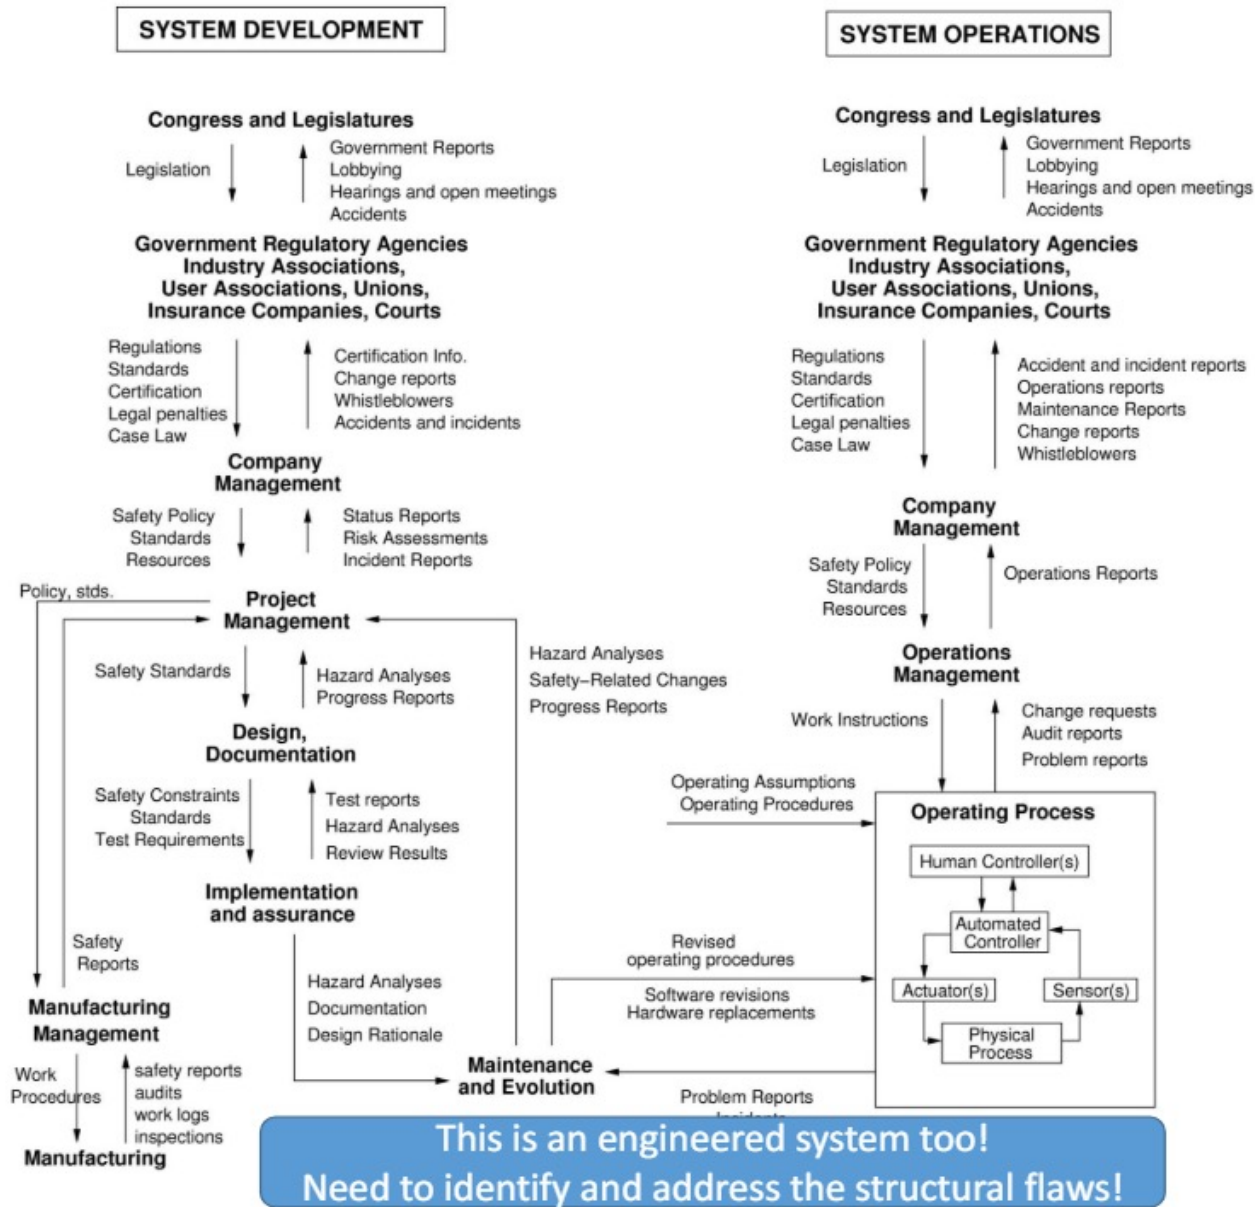 SYSTEM DEVELOPMENT
Congress and Legislatures
Legislation
Government Reports
Lobbying
Hearings and open meetings
Accidents
Government Regulatory Agencies
Industry Associations,
User Associations, Unions,
Insurance Companies, Courts
Regulations
Standards
Certification
Legal penalties
Case Law
Certification Info.
Change reports
Whistleblowers
Accidents and incidents
Company
Management
Safety Policy
Standards
Resources
Status Reports
Risk Assessments
Incident Reports
Policy, stds.
Project
Management
Safety Standards
Hazard Analyses
Progress Reports
Hazard Analyses
Safety-Related Changes
Progress Reports
Design,
Documentation
Safety Constraints
Standards
Test Requirements
Test reports
Hazard Analyses
Review Results
Implementation
and assurance
Safety
Reports
Hazard Analyses
Documentation
Design Rationale
Manufacturing
Management
Work
Procedures
safety reports
audits
work logs
inspections
Manufacturing
Maintenance
and Evolution
SYSTEM OPERATIONS
Congress and Legislatures
Legislation
Government Reports
Lobbying
Hearings and open meetings
Accidents
Government Regulatory Agencies
Industry Associations,
User Associations, Unions,
Insurance Companies, Courts
Regulations
Standards
Certification
Legal penalties
Case Law
Accident and incident reports
Operations reports
Maintenance Reports
Change reports
Whistleblowers
Company
Management
Safety Policy
Standards
Resources
Operations Reports
Operations
Management
Work Instructions
Change requests
Audit reports
Problem reports
Operating Assumptions
Operating Procedures
Operating Process
Human Controller(s)
Automated
Controller
Actuator(s)
Sensor(s)
Physical
Process
Revised
operating procedures
Software revisions
Hardware replacements
Problem Reports
This is an engineered system too!
Need to identify and address the structural flaws!